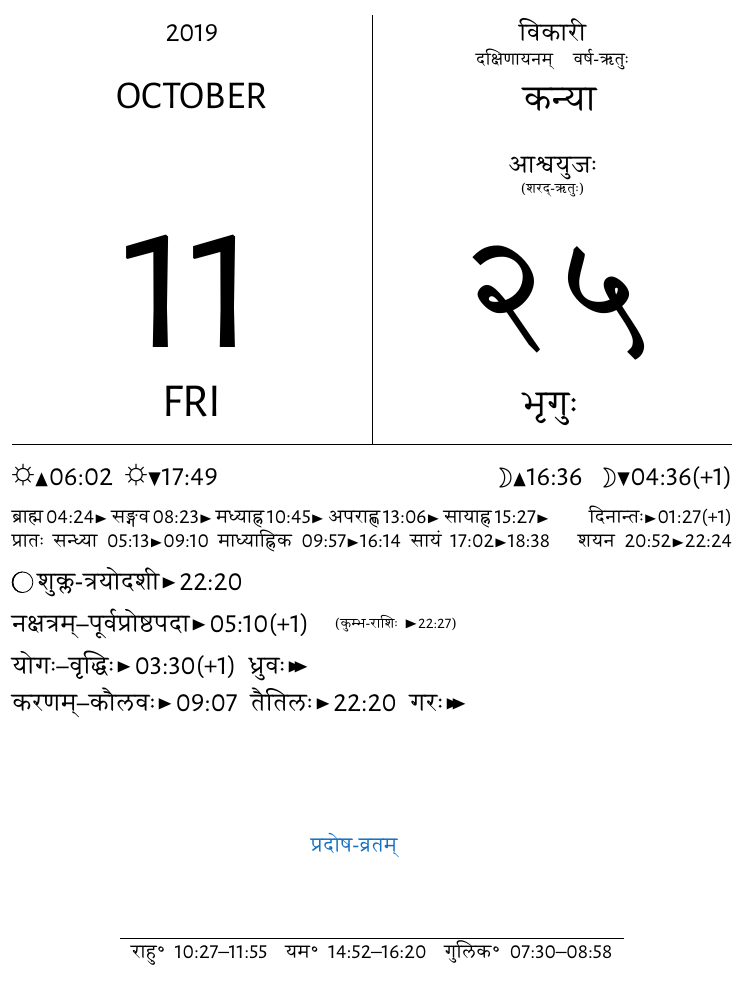 2019
OCTOBER
11
FRI
विकारी
दक्षिणायनम् वर्ष-ऋतुः
कन्या
आश्वयुजः
(शरद्-ऋतुः)
२५
भृगुः
☼▲06:02 ☼▼17:49 ☽▲16:36 ☽▼04:36(+1)
ब्राह्म 04:24► सङ्गव 08:23► मध्याह्न 10:45► अपराह्ण 13:06► सायाह्न 15:27► दिनान्तः►01:27(+1)
प्रातः सन्ध्या 05:13►09:10 माध्याह्निक 09:57►16:14 सायं 17:02►18:38 शयन 20:52►22:24
◯शुक्ल-त्रयोदशी►22:20
नक्षत्रम्–पूर्वप्रोष्ठपदा►05:10(+1) (कुम्भ-राशिः ►22:27)
योगः–वृद्धिः►03:30(+1) ध्रुवः►►
करणम्–कौलवः►09:07 तैतिलः►22:20 गरः►►
प्रदोष-व्रतम्
राहु° 10:27–11:55 यम° 14:52–16:20 गुलिक° 07:30–08:58